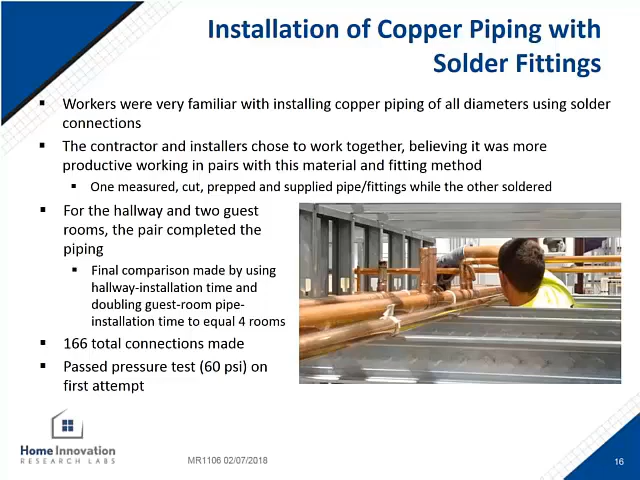 Installation of Copper Piping with
Solder Fittings
▪ Workers were very familiar with installing copper piping of all diameters using solder
connections
▪ The contractor and installers chose to work together, believing it was more
productive working in pairs with this material and fitting method
▪ One measured, cut, prepped and supplied pipe/fittings while the other soldered
▪ For the hallway and two guest
rooms, the pair completed the
piping
▪ Final comparison made by using
hallway-installation time and
doubling guest-room pipe-
installation time to equal 4 rooms
▪ 166 total connections made
▪ Passed pressure test (60 psi) on
first attempt
Home Innovation
RESEARCH LABS
MR1106 02/07/2018
16